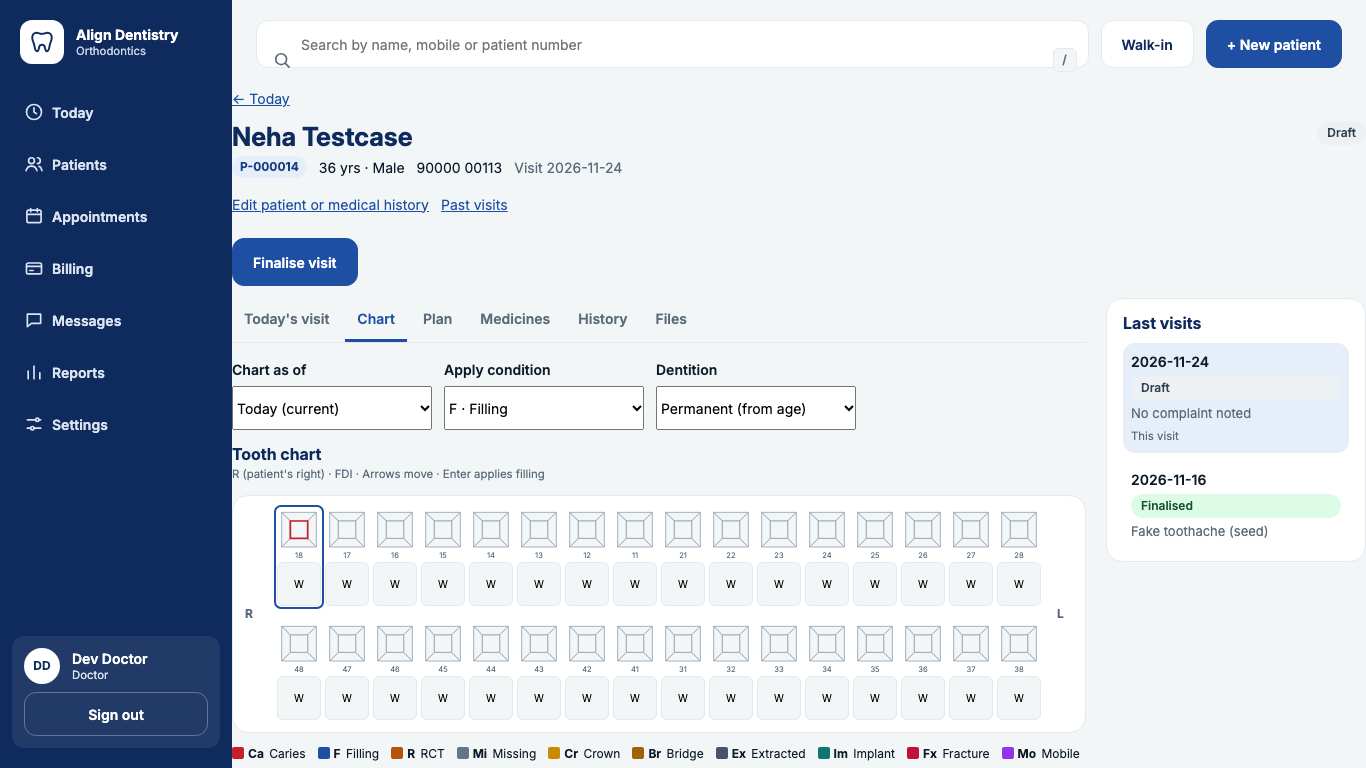 Align Dentistry
Orthodontics
Today
Patients
Appointments
Billing
Messages
Reports
Settings
DD
Dev Doctor
Doctor
Sign out
Search by name, mobile or patient number
/
Walk-in
+ New patient
← Today
Neha Testcase
Draft
P-000014 36 yrs · Male 90000 00113 Visit 2026-11-24
Edit patient or medical history Past visits
Finalise visit
Today's visit Chart Plan Medicines History Files
Chart as of Apply condition Dentition
Today (current) F · Filling Permanent (from age)
Tooth chart
R (patient's right) · FDI · Arrows move · Enter applies filling
18 17 16 15 14 13 12 11 21 22 23 24 25 26 27 28
W W W W W W W W W W W W W W W W
R L
48 47 46 45 44 43 42 41 31 32 33 34 35 36 37 38
W W W W W W W W W W W W W W W W
Ca Caries F Filling R RCT Mi Missing Cr Crown Br Bridge Ex Extracted Im Implant Fx Fracture Mo Mobile
Last visits
2026-11-24
Draft
No complaint noted
This visit
2026-11-16
Finalised
Fake toothache (seed)